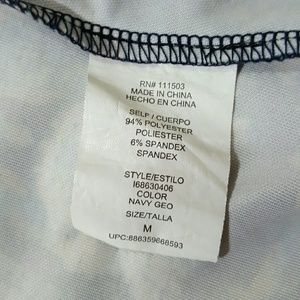 RN# 111503
MADE IN CHINA
HECHO EN CHINA
SELF / CUERPO
94% POLYESTER
POLIESTER
6% SPANDEX
SPANDEX
STYLE/ESTILO
I68630406
COLOR
NAVY GEO
SIZE/TALLA
M
UPC:886359668593